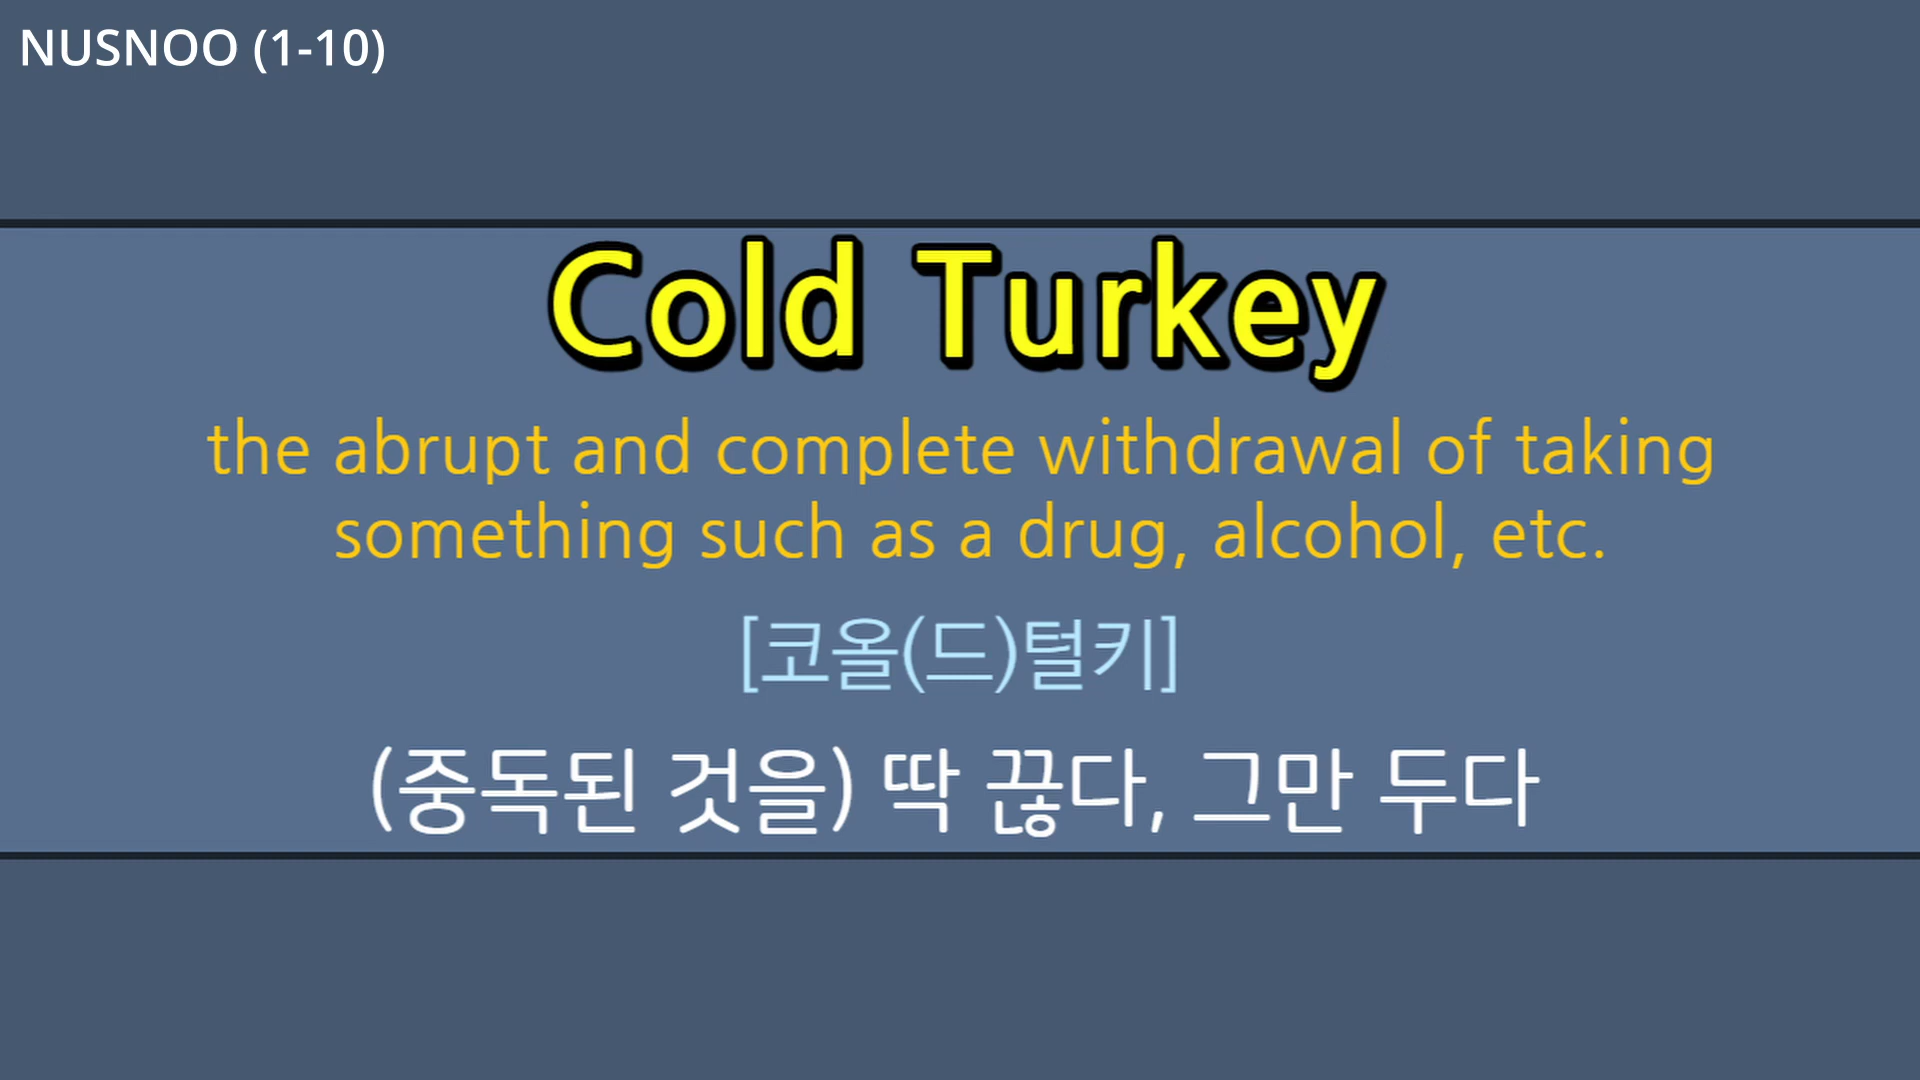 NUSNOO (1-10)
Cold Turkey
the abrupt and complete withdrawal of taking
something such as a drug, alcohol, etc.
[코올(드)털키]
(중독된 것을) 딱 끊다, 그만 두다